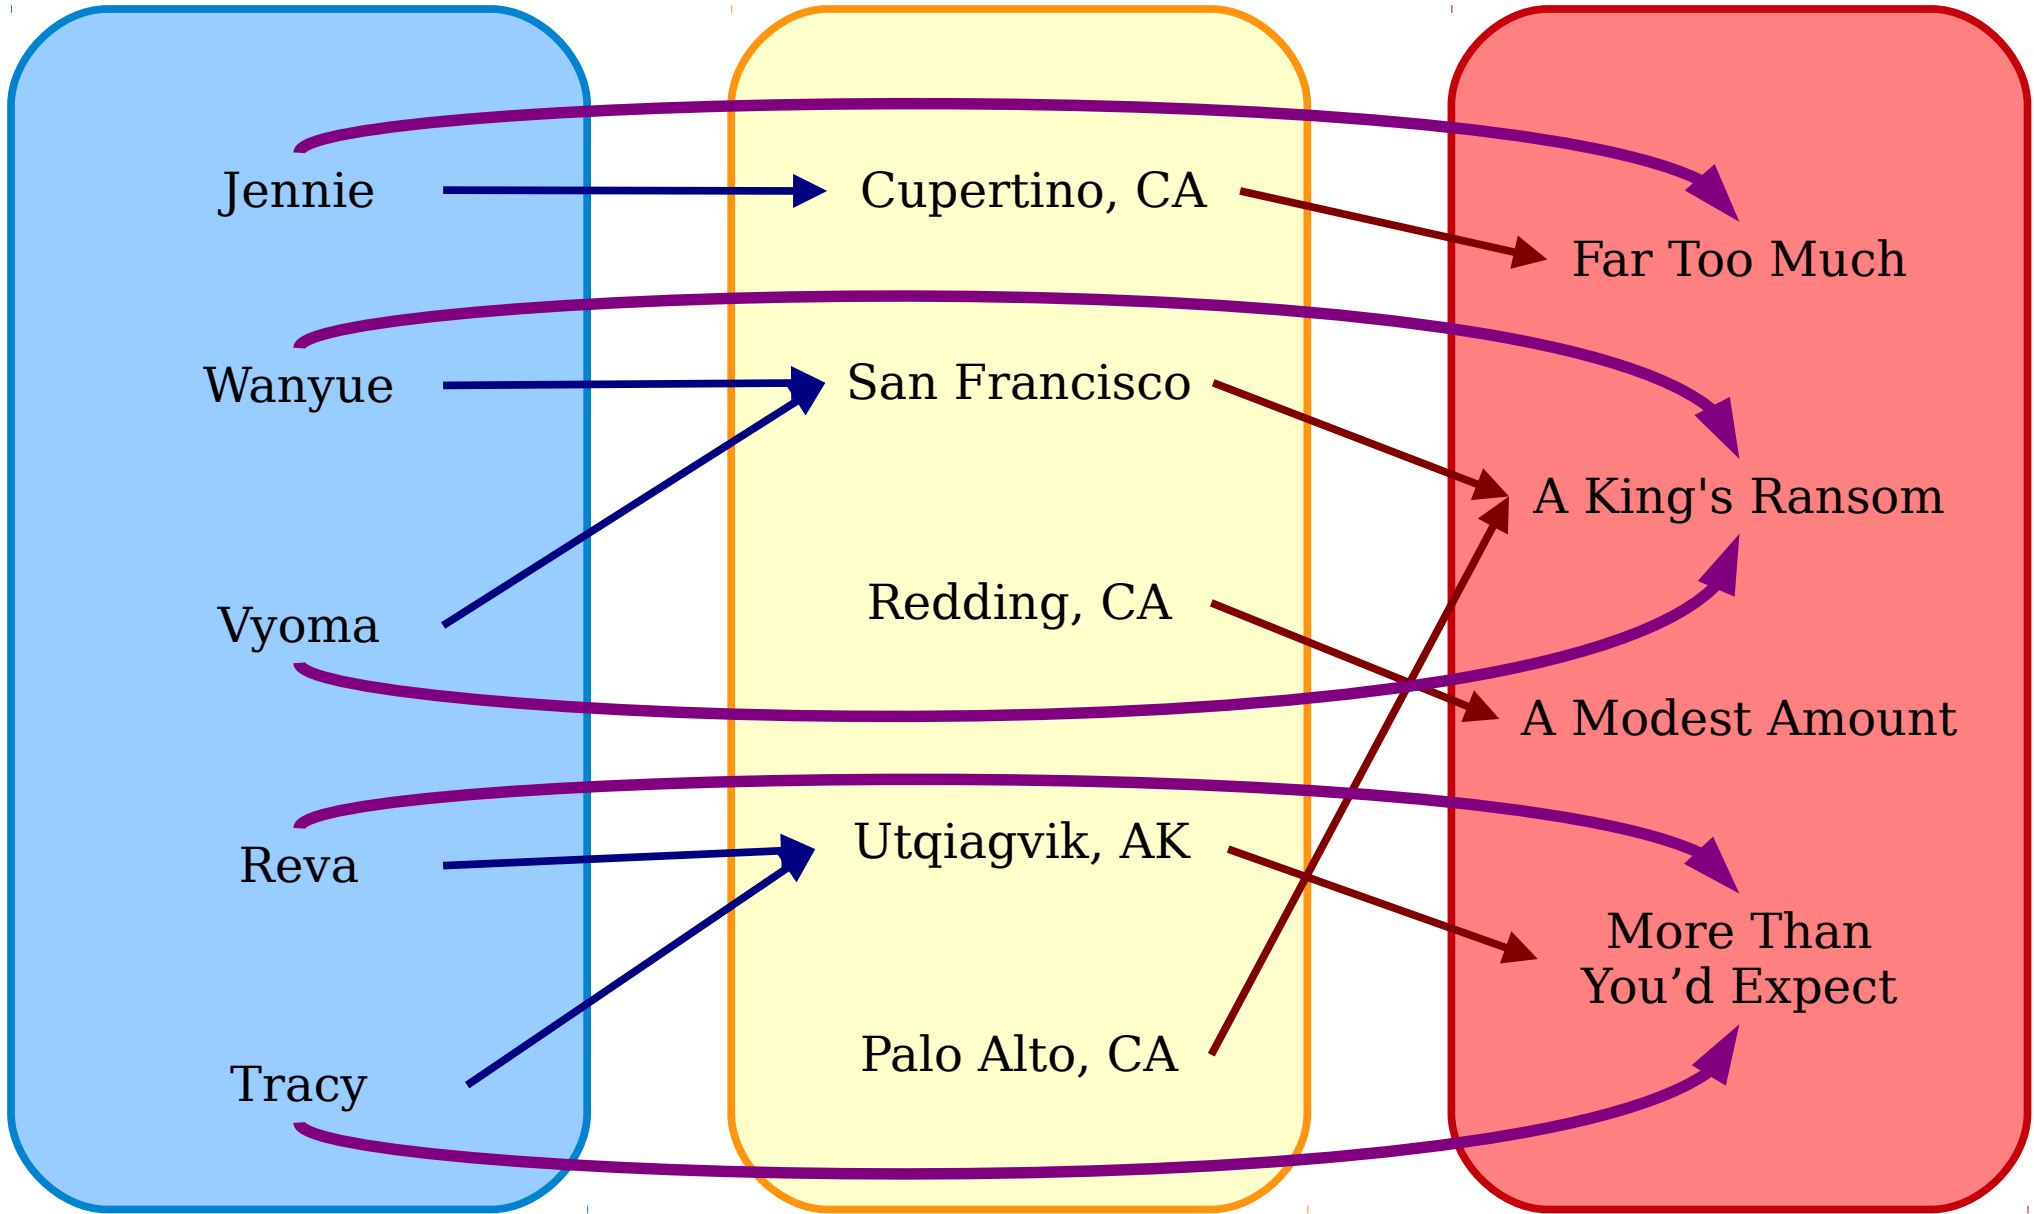 Jennie
Wanyue
Vyoma
Reva
Tracy
Cupertino, CA
San Francisco
Redding, CA
Utqiagvik, AK
Palo Alto, CA
Far Too Much
A King's Ransom
A Modest Amount
More Than
You’d Expect